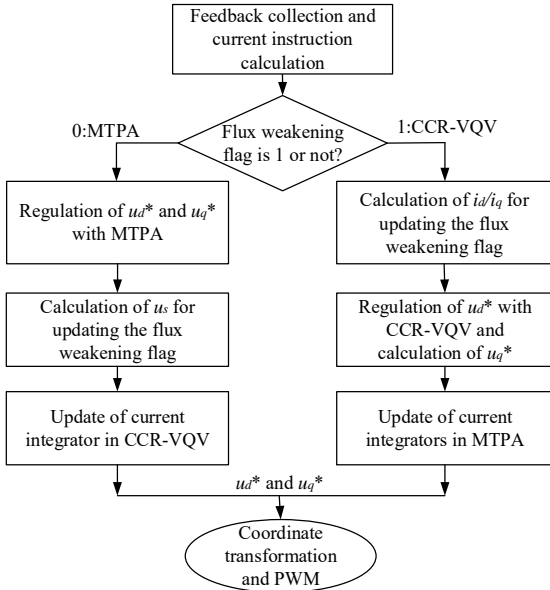 Feedback collection and
current instruction
calculation
0:MTPA
Flux weakening
flag is 1 or not?
1:CCR-VQV
Regulation of ud* and uq*
with MTPA
Calculation of us for
updating the flux
weakening flag
Update of current
integrator in CCR-VQV
Calculation of id/iq for
updating the flux
weakening flag
Regulation of ud* with
CCR-VQV and
calculation of uq*
Update of current
integrators in MTPA
ud* and uq*
Coordinate
transformation
and PWM